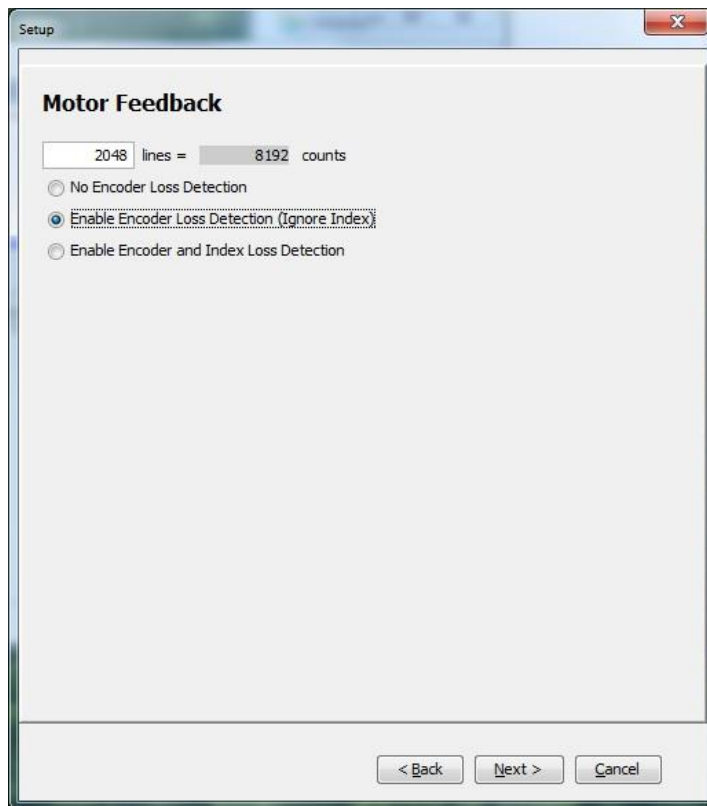 Setup
Motor Feedback
2048 lines = 8192 counts
No Encoder Loss Detection
Enable Encoder Loss Detection (Ignore Index)
Enable Encoder and Index Loss Detection
< Back Next > Cancel